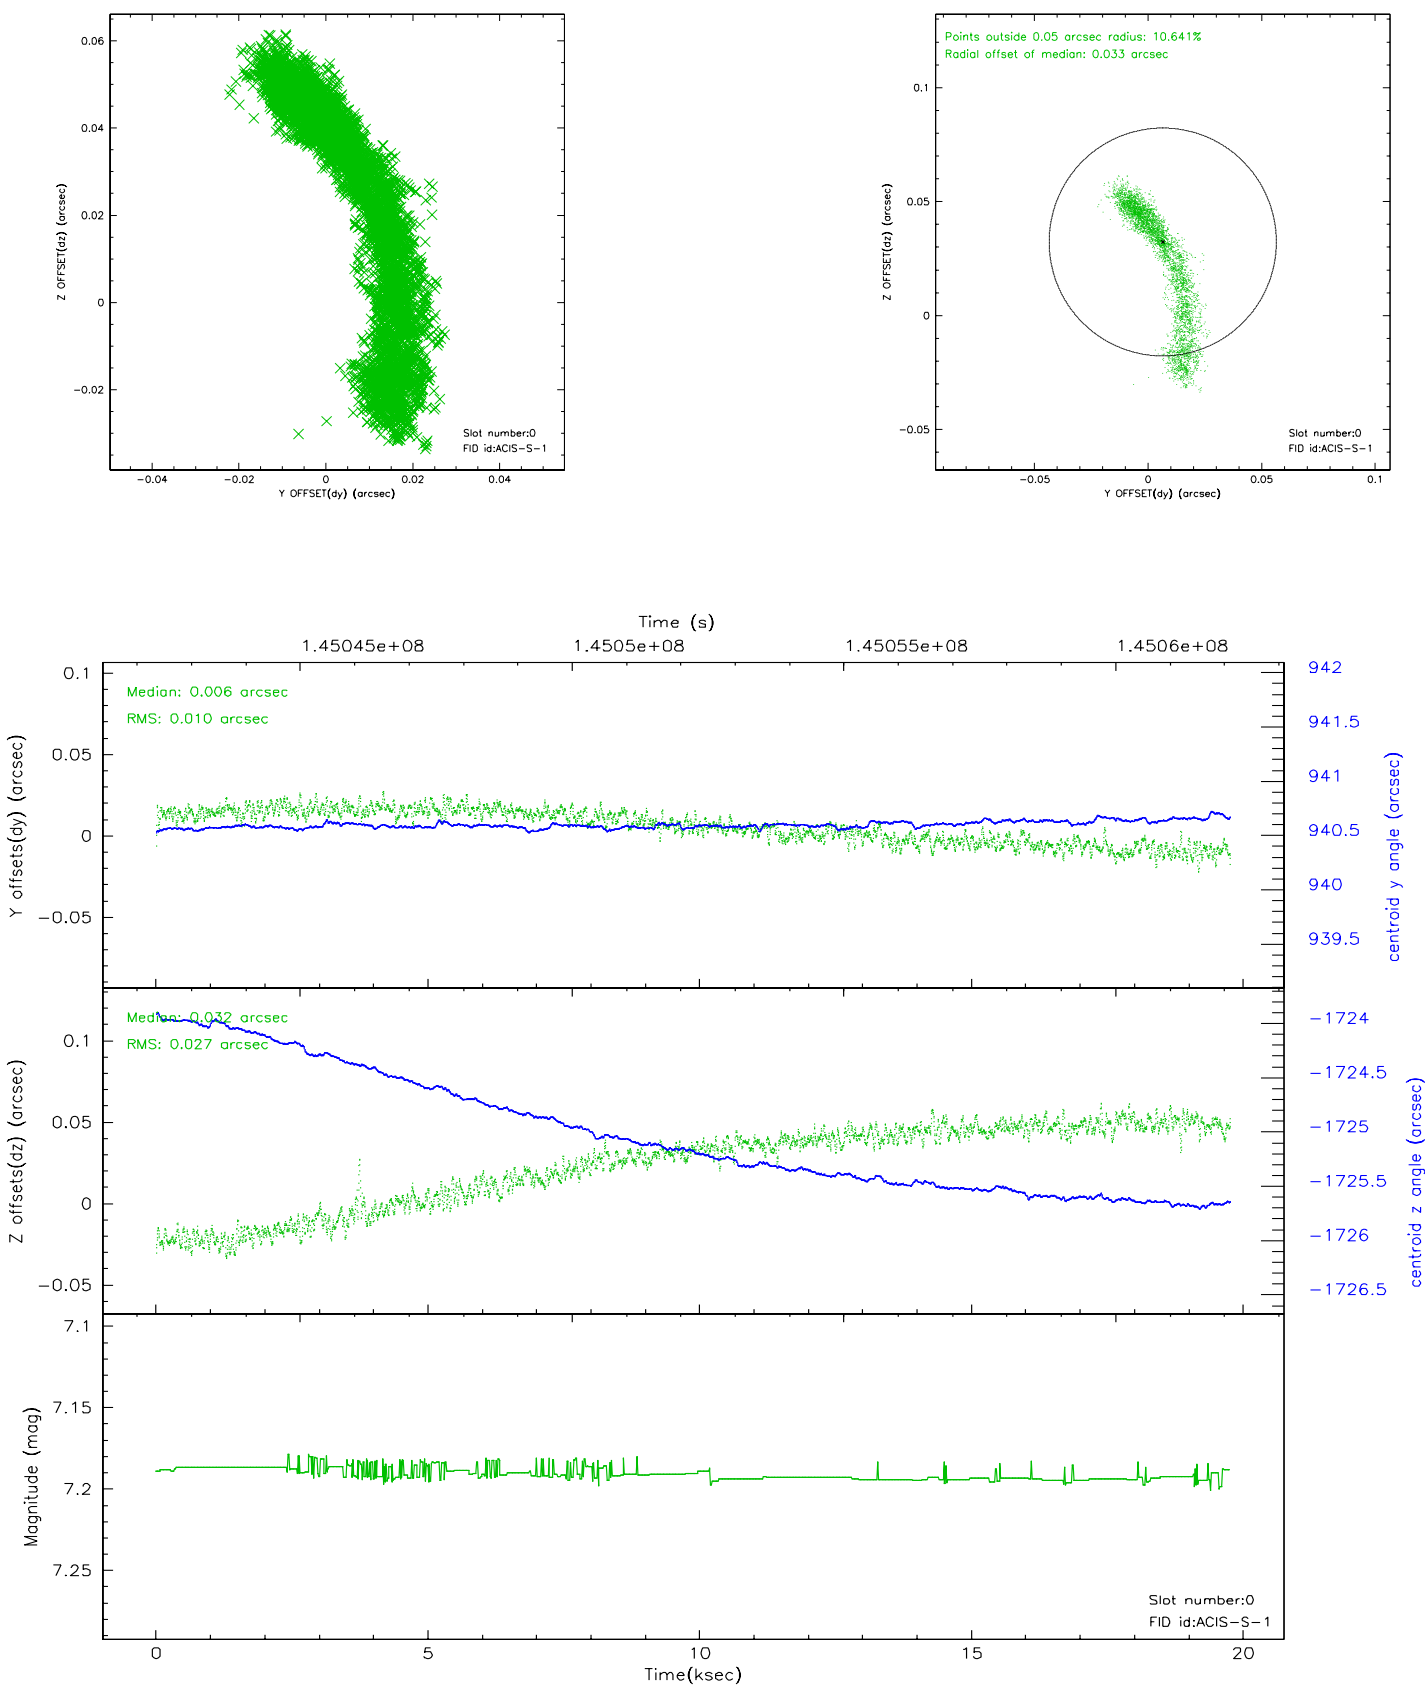 0.06
0.04
0.02
0
−0.02
Z OFFSET(dz) (arcsec)
Slot number:0
FID id:ACIS−S−1
−0.04 −0.02 0 0.02 0.04
Y OFFSET(dy) (arcsec)
Points outside 0.05 arcsec radius: 10.641%
Radial offset of median: 0.033 arcsec
0.1
0.05
0
−0.05
Z OFFSET(dz) (arcsec)
Slot number:0
FID id:ACIS−S−1
−0.05 0 0.05 0.1
Y OFFSET(dy) (arcsec)
Time (s)
1.45045e+08 1.4505e+08 1.45055e+08 1.4506e+08
Median: 0.006 arcsec
RMS: 0.010 arcsec
0.1
0.05
0
−0.05
Y offsets(dy) (arcsec)
942
941.5
941
940.5
940
939.5
centroid y angle (arcsec)
Median: 0.032 arcsec
RMS: 0.027 arcsec
0.1
0.05
0
−0.05
Z offsets(dz) (arcsec)
−1724
−1724.5
−1725
−1725.5
−1726
−1726.5
centroid z angle (arcsec)
7.1
7.15
7.2
7.25
Magnitude (mag)
Slot number:0
FID id:ACIS−S−1
0 5 10 15 20
Time(ksec)